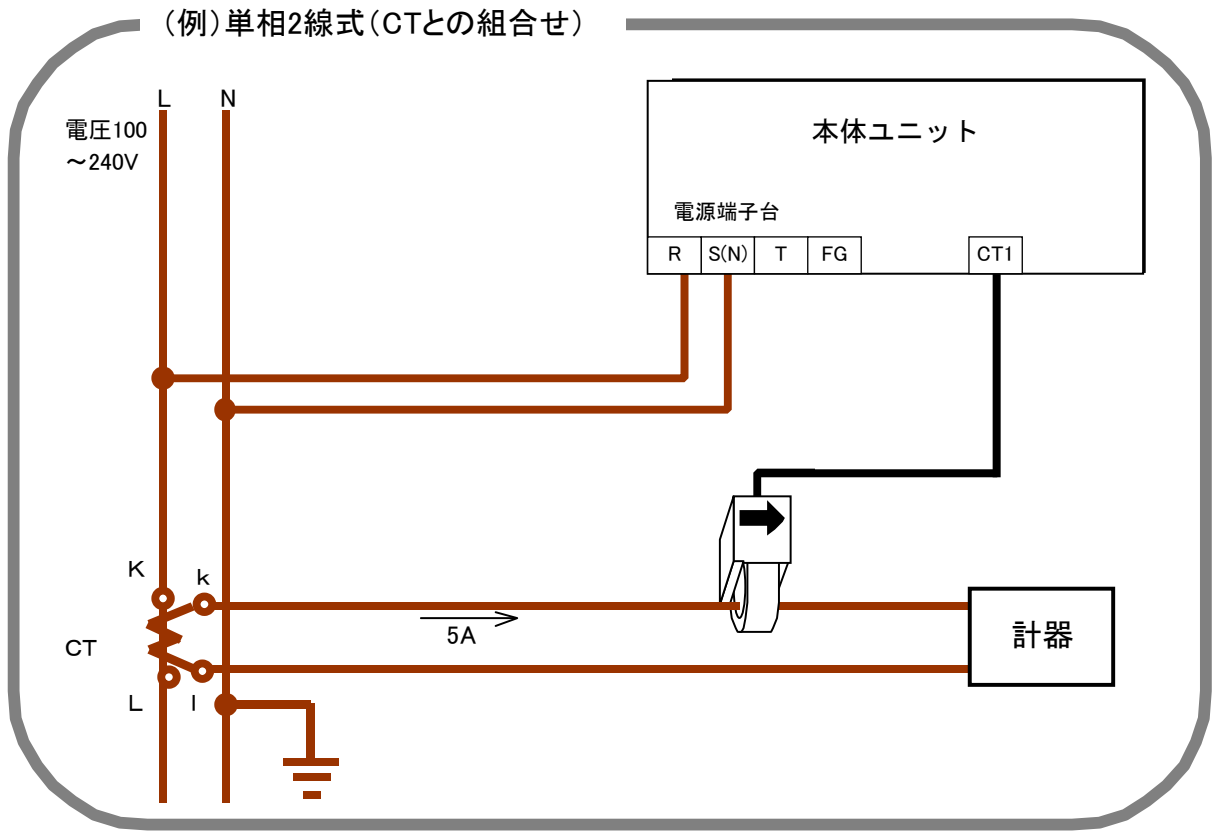 (例)単相2線式(CTとの組合せ)
L
N
電圧100
～240V
本体ユニット
電源端子台
R
S(N)
T
FG
CT1
K
k
5A
CT
計器
L
l